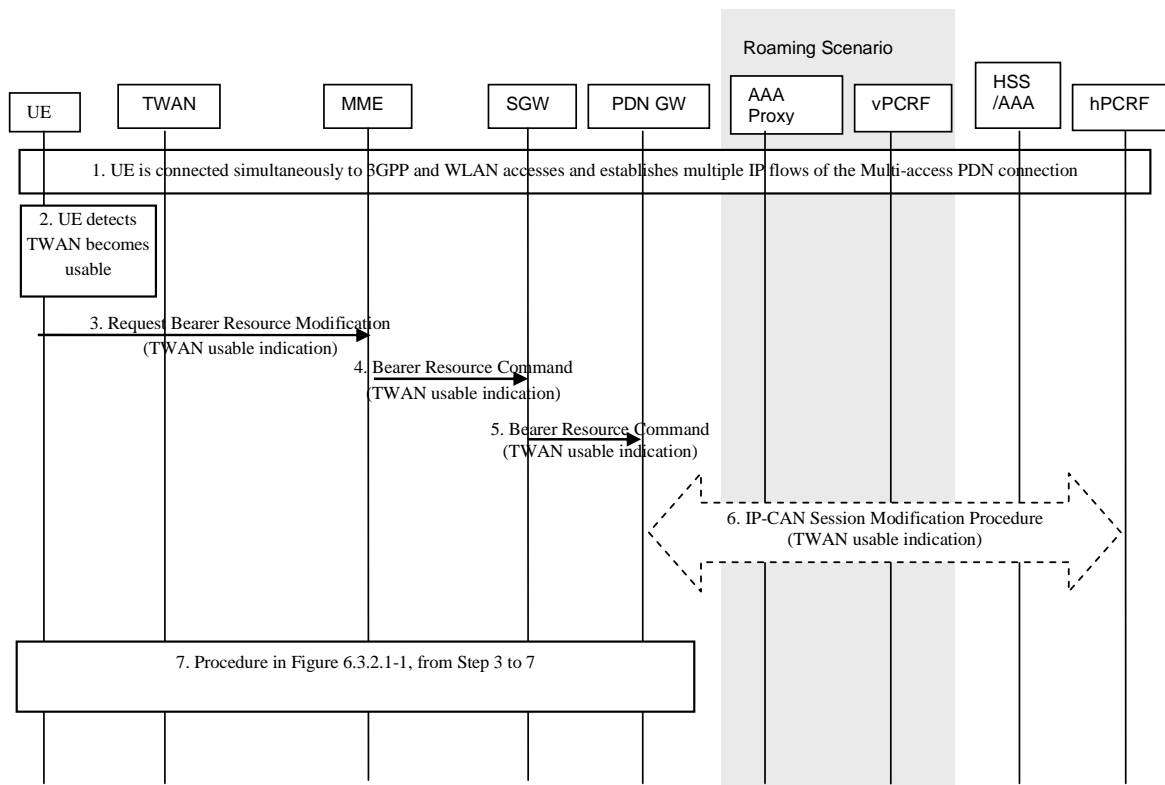 Roaming Scenario
UE
TWAN
MME
SGW
PDN GW
AAA
Proxy
vPCRF
HSS
/AAA
hPCRF
1. UE is connected simultaneously to 3GPP and WLAN accesses and establishes multiple IP flows of the Multi-access PDN connection
2. UE detects
TWAN becomes
usable
3. Request Bearer Resource Modification
(TWAN usable indication)
4. Bearer Resource Command
(TWAN usable indication)
5. Bearer Resource Command
(TWAN usable indication)
6. IP-CAN Session Modification Procedure
(TWAN usable indication)
7. Procedure in Figure 6.3.2.1-1, from Step 3 to 7